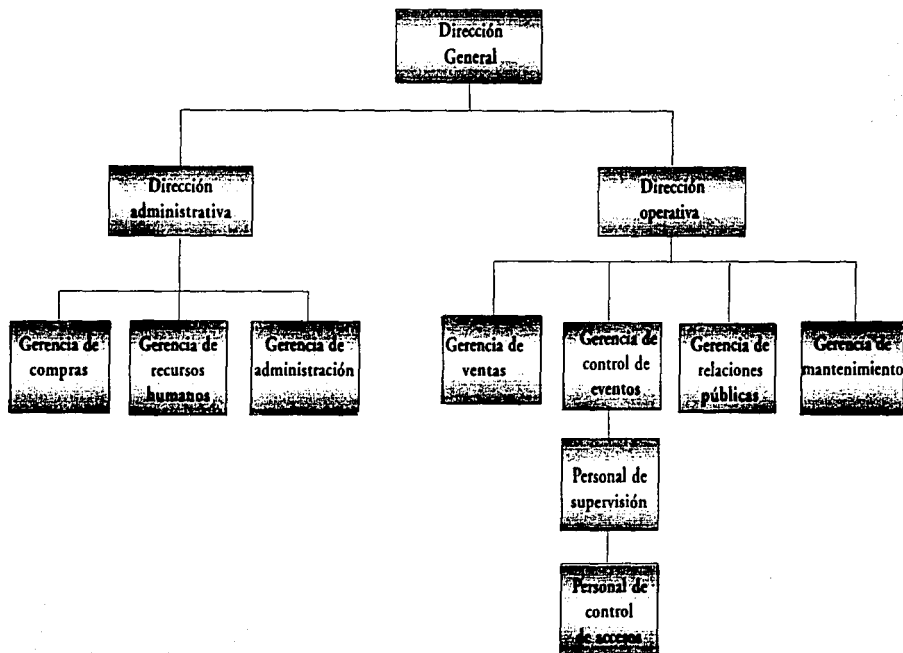 Dirección
General
Dirección
administrativa
Dirección
operativa
Gerencia de
compras
Gerencia de
recursos
humanos
Gerencia de
administración
Gerencia de
ventas
Gerencia de
control de
eventos
Gerencia de
relaciones
públicas
Gerencia de
mantenimiento
Personal de
supervisión
Personal de
control
de accesos